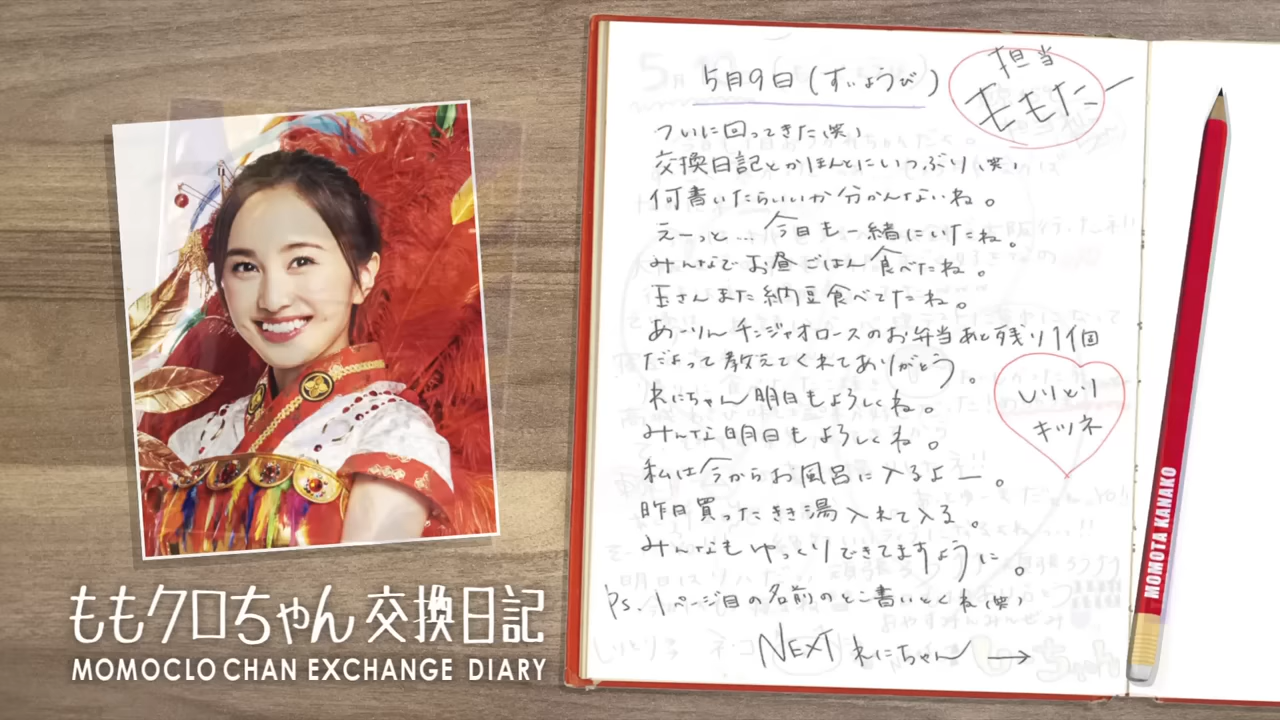 5月9日(すいようび)
担当
ももたー
ついに回ってきた(笑)
交換日記とかほんとにいつぶり(笑)
何書いたらいいか分かんないね。
えーっと…今日も一緒にいたね。
みんなでお昼ごはん食べたね。
玉さんまた納豆食べてたね。
あーりんチンジャオロースのお弁当あと残り1個
だよって教えてくれてありがとう。
れにちゃん明日もよろしくね。
みんな明日もよろしくね。
しりとり
キツネ
私は今からお風呂に入るよー。
昨日買ったきき湯入れて入る。
みんなもゆっくりできてますように。
Ps. 1ページ目の名前のとこ書いとくね(笑)
NEXT れにちゃん→
MOMOTA KANAKO
ももクロちゃん交換日記
MOMOCLO CHAN EXCHANGE DIARY